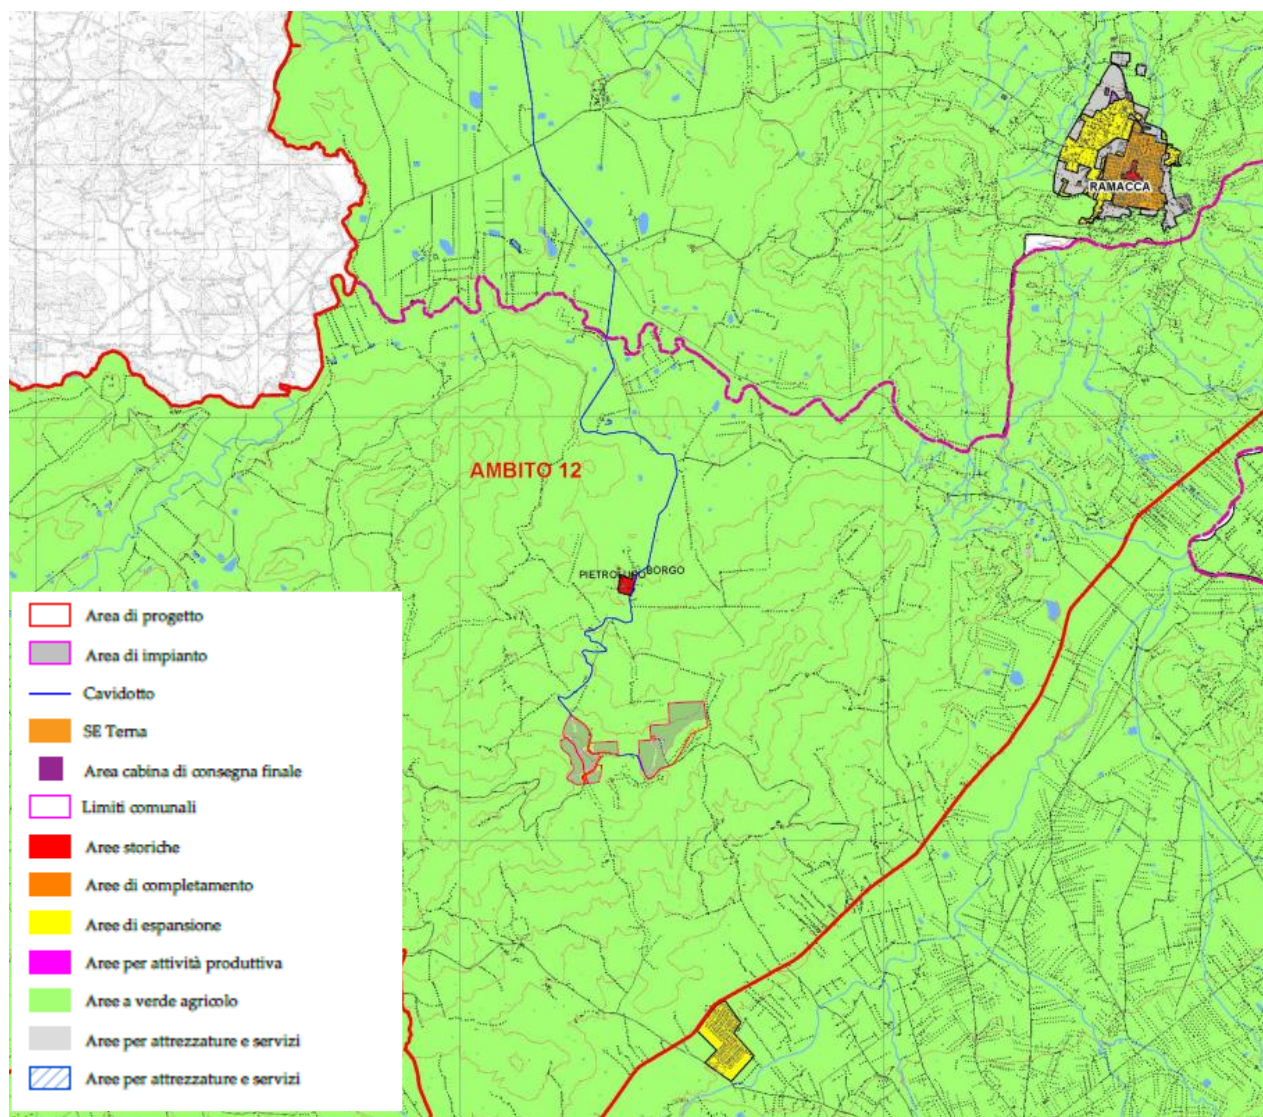 RAMACCA
AMBITO 12
PIETROLUPO BORGO
Area di progetto
Area di impianto
Cavidotto
SE Terna
Area cabina di consegna finale
Limiti comunali
Aree storiche
Aree di completamento
Aree di espansione
Aree per attività produttiva
Aree a verde agricolo
Aree per attrezzature e servizi
Aree per attrezzature e servizi